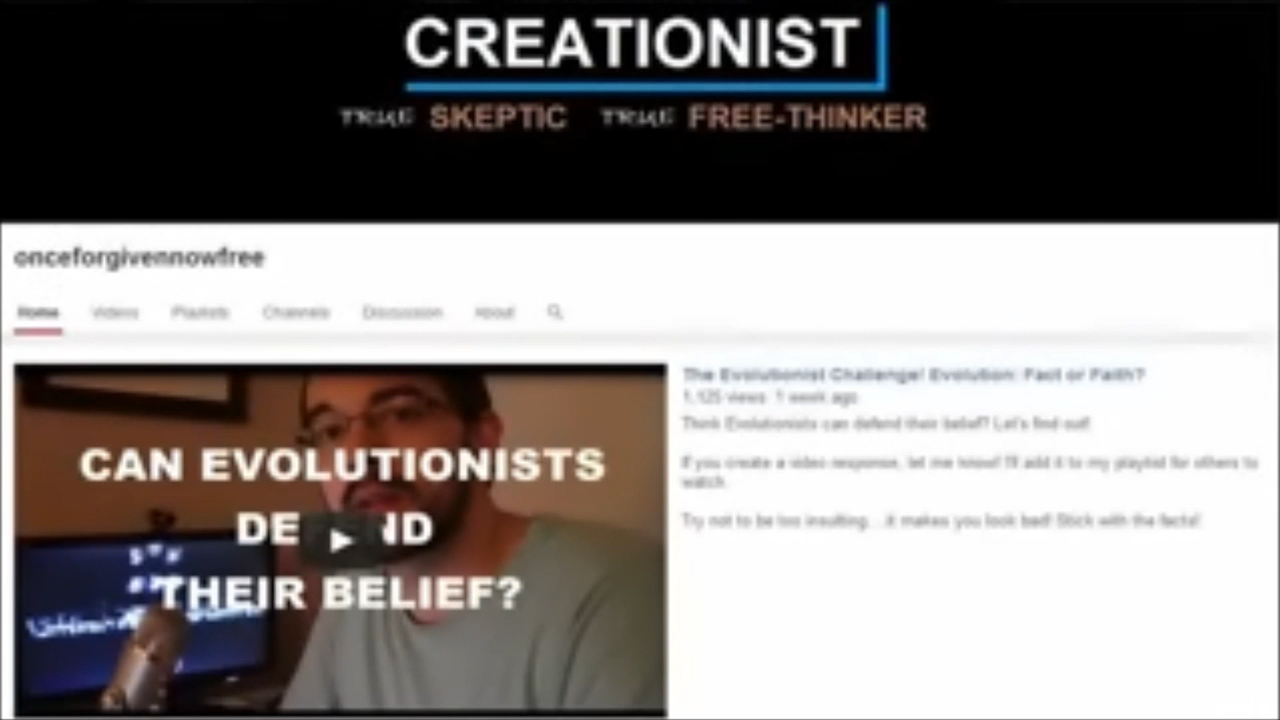 CREATIONIST
TRUE SKEPTIC TRUE FREE-THINKER
onceforgivennowfree
Home Videos Playlists Channels Discussion About
The Evolutionist Challenge! Evolution: Fact or Faith?
1,125 views 1 week ago
Think Evolutionists can defend their belief? Let's find out!
If you create a video response, let me know! I'll add it to my playlist for others to
watch.
Try not to be too insulting... it makes you look bad! Stick with the facts!
CAN EVOLUTIONISTS
DE ND
THEIR BELIEF?